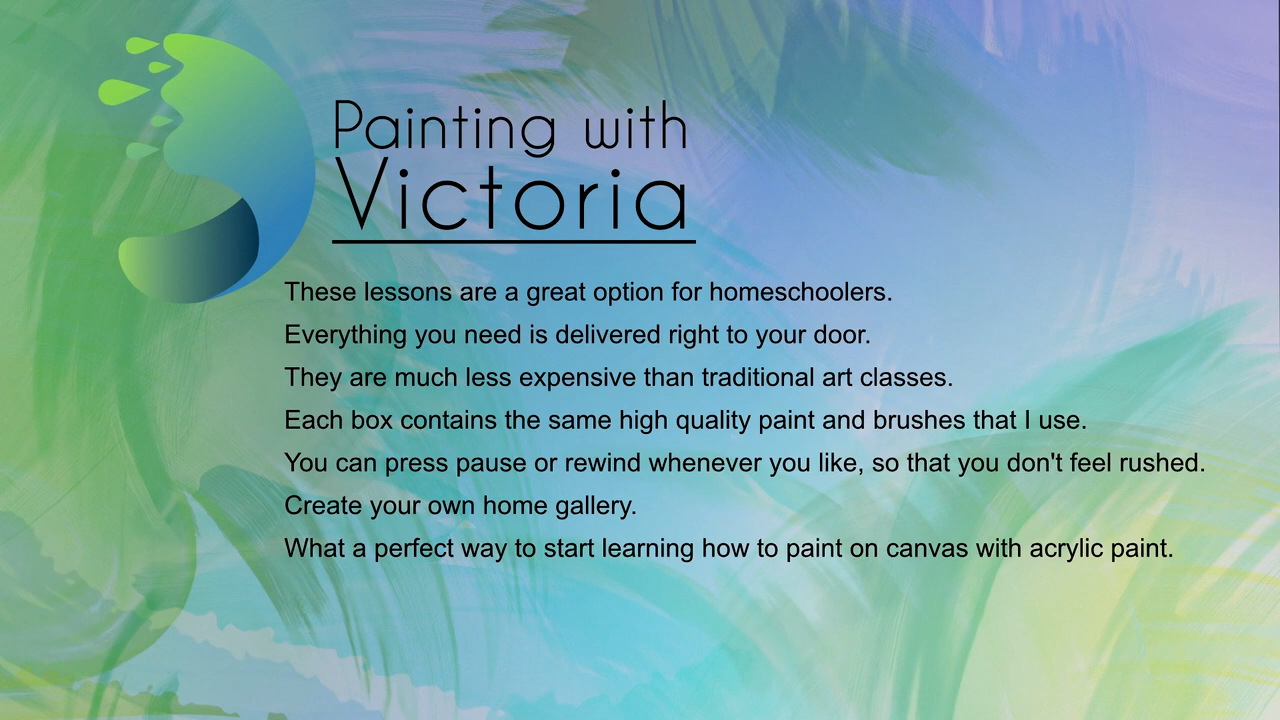 Painting with
Victoria
These lessons are a great option for homeschoolers.
Everything you need is delivered right to your door.
They are much less expensive than traditional art classes.
Each box contains the same high quality paint and brushes that I use.
You can press pause or rewind whenever you like, so that you don't feel rushed.
Create your own home gallery.
What a perfect way to start learning how to paint on canvas with acrylic paint.